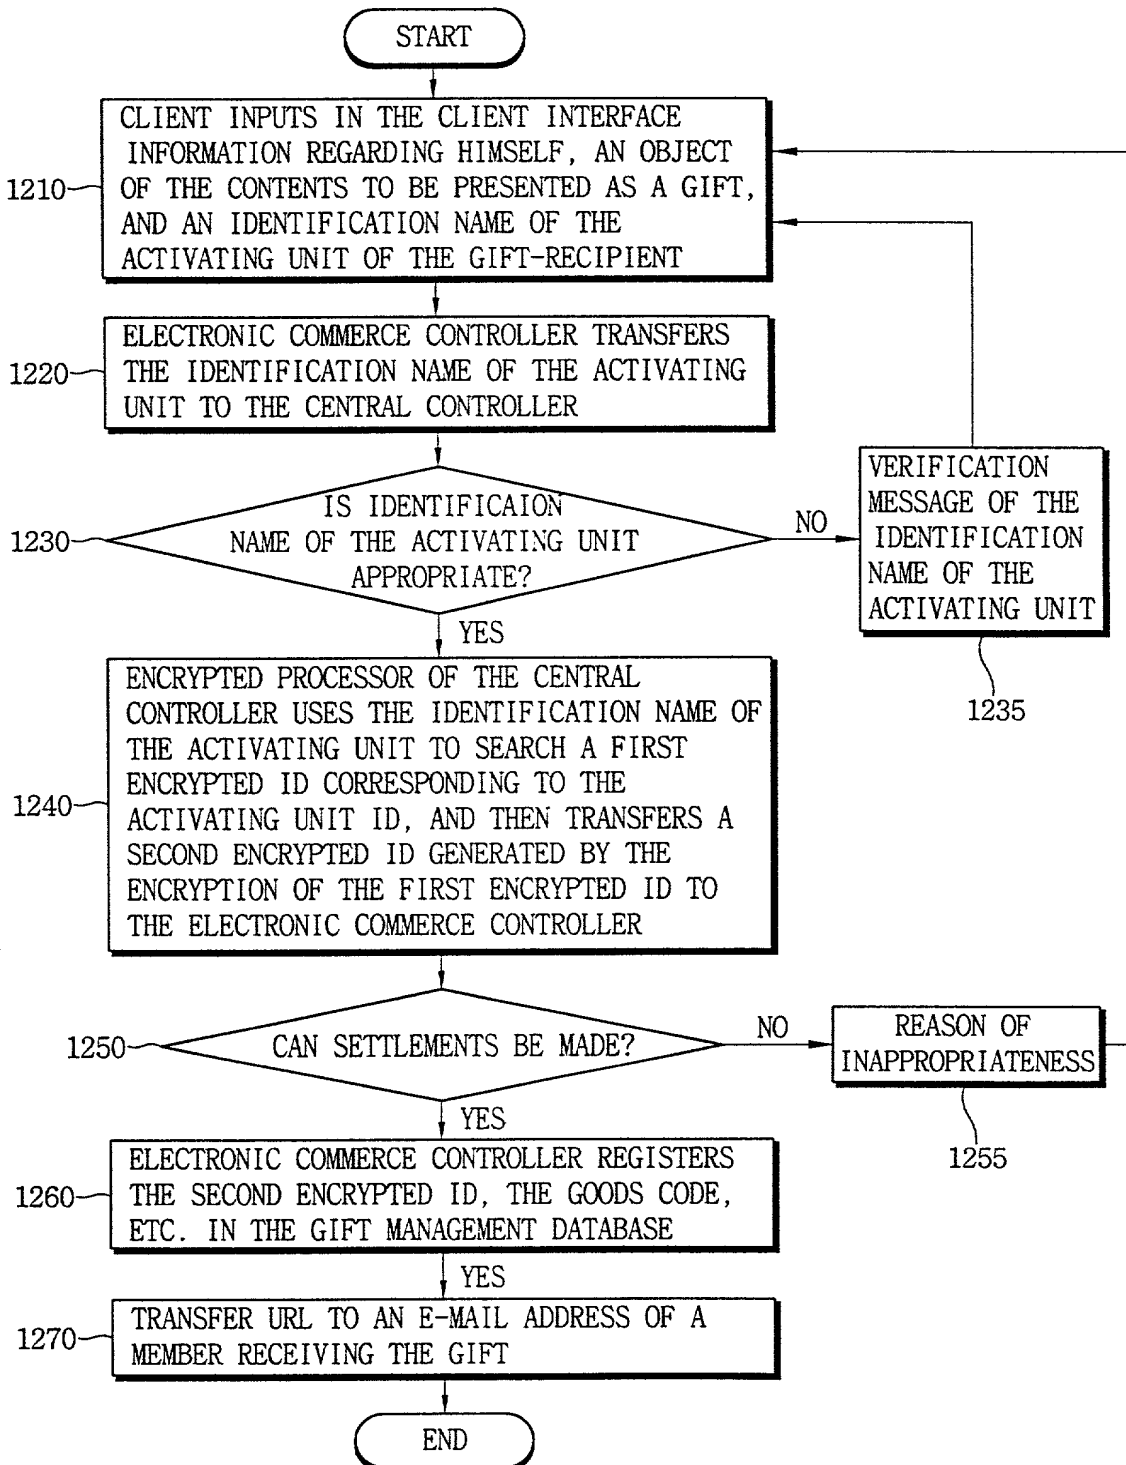 START
CLIENT INPUTS IN THE CLIENT INTERFACE
INFORMATION REGARDING HIMSELF, AN OBJECT
OF THE CONTENTS TO BE PRESENTED AS A GIFT,
AND AN IDENTIFICATION NAME OF THE
ACTIVATING UNIT OF THE GIFT-RECIPIENT
1210
ELECTRONIC COMMERCE CONTROLLER TRANSFERS
THE IDENTIFICATION NAME OF THE ACTIVATING
UNIT TO THE CENTRAL CONTROLLER
1220
IS IDENTIFICAION
NAME OF THE ACTIVATING UNIT
APPROPRIATE?
1230
NO
VERIFICATION
MESSAGE OF THE
IDENTIFICATION
NAME OF THE
ACTIVATING UNIT
1235
YES
ENCRYPTED PROCESSOR OF THE CENTRAL
CONTROLLER USES THE IDENTIFICATION NAME OF
THE ACTIVATING UNIT TO SEARCH A FIRST
ENCRYPTED ID CORRESPONDING TO THE
ACTIVATING UNIT ID, AND THEN TRANSFERS A
SECOND ENCRYPTED ID GENERATED BY THE
ENCRYPTION OF THE FIRST ENCRYPTED ID TO
THE ELECTRONIC COMMERCE CONTROLLER
1240
CAN SETTLEMENTS BE MADE?
1250
NO
REASON OF
INAPPROPRIATENESS
1255
YES
ELECTRONIC COMMERCE CONTROLLER REGISTERS
THE SECOND ENCRYPTED ID, THE GOODS CODE,
ETC. IN THE GIFT MANAGEMENT DATABASE
1260
YES
TRANSFER URL TO AN E-MAIL ADDRESS OF A
MEMBER RECEIVING THE GIFT
1270
END